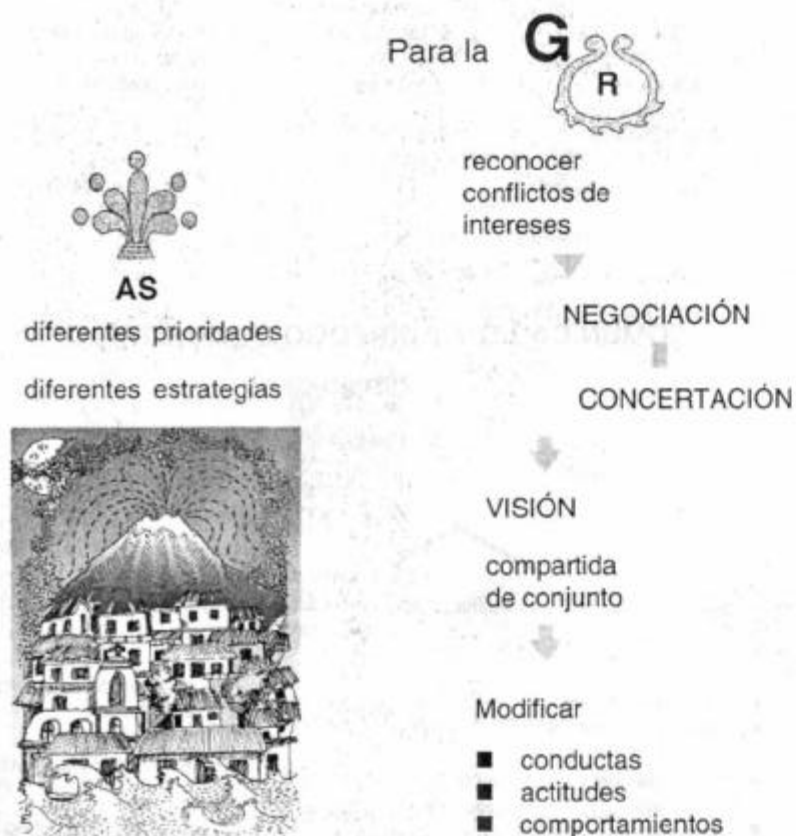 Para la G
R
reconocer
conflictos de
intereses
NEGOCIACIÓN
CONCERTACIÓN
VISIÓN
compartida
de conjunto
Modificar
■ conductas
■ actitudes
■ comportamientos
AS
diferentes prioridades
diferentes estrategías